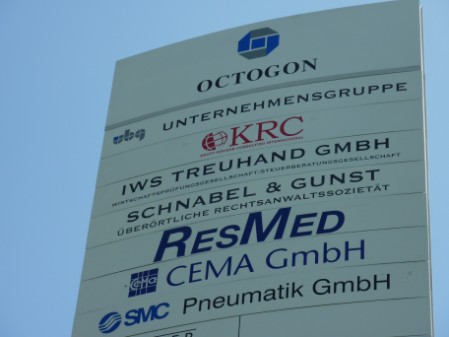 OCTOGON
ubg UNTERNEHMENSGRUPPE
KRC
IWS TREUHAND GMBH
WIRTSCHAFTSPRÜFUNGSGESELLSCHAFT·STEUERBERATUNGSGESELLSCHAFT
SCHNABEL & GUNST
ÜBERÖRTLICHE RECHTSANWALTSSOZIETÄT
RESMED
CEMA CEMA GmbH
SMC Pneumatik GmbH